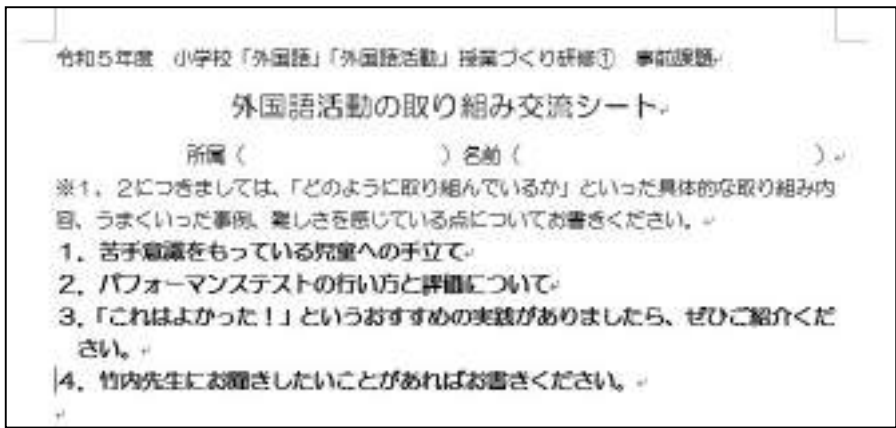 令和5年度　小学校「外国語」「外国語活動」授業づくり研修①　事前課題
外国語活動の取り組み交流シート
所属（　　　　　　　　）名前（　　　　　　　　　　　　）
※1、2につきましては、「どのように取り組んでいるか」といった具体的な取り組み内
容、うまくいった事例、難しさを感じている点についてお書きください。
1、苦手意識をもっている児童への手立て
2、パフォーマンステストの行い方と評価について
3、「これはよかった！」というおすすめの実践がありましたら、ぜひご紹介くだ
さい。
4、竹内先生にお聞きしたいことがあればお書きください。